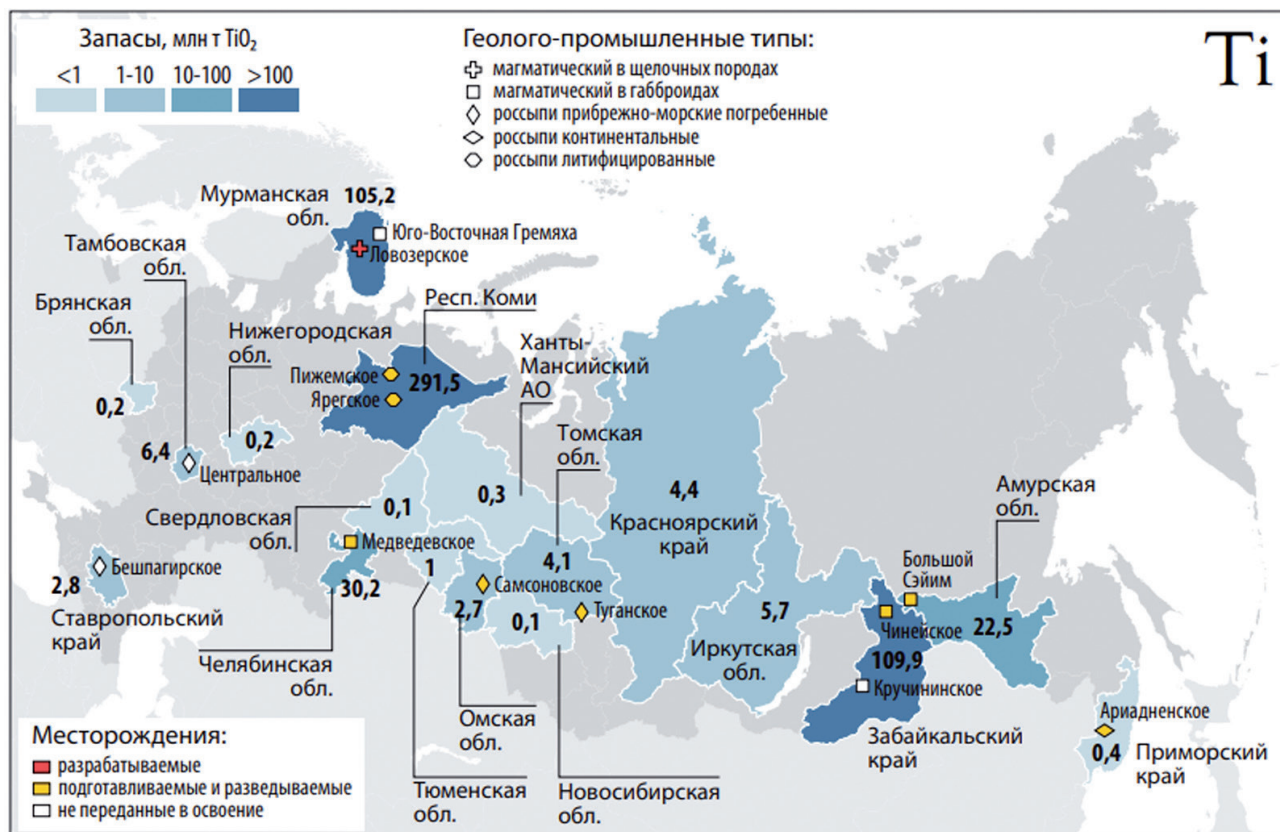 Запасы, млн т TiO₂
<1 1-10 10-100 >100
Геолого-промышленные типы:
магматический в щелочных породах
магматический в габброидах
россыпи прибрежно-морские погребенные
россыпи континентальные
россыпи литифицированные
Ti
Мурманская
обл.
105,2
Юго-Восточная Гремяха
Ловозерское
Тамбовская
обл.
Брянская
обл.
Нижегородская
обл.
Респ. Коми
Ханты-
Мансийский
АО
Пижемское
291,5
Ярегское
0,2
6,4
Центральное
0,2
Томская
обл.
Свердловская
обл.
0,1
0,3
4,4
Красноярский
край
Амурская
обл.
Медведевское
30,2
Бешпагирское
2,8
Ставропольский
край
Челябинская
обл.
1
4,1
Самсоновское
2,7
0,1
Туганское
5,7
Иркутская
обл.
Большой
Сэйим
Чинейское
22,5
109,9
Кручининское
Забайкальский
край
Ариадненское
0,4
Приморский
край
Омская
обл.
Тюменская
обл.
Новосибирская
обл.
Месторождения:
разрабатываемые
подготавливаемые и разведываемые
не переданные в освоение